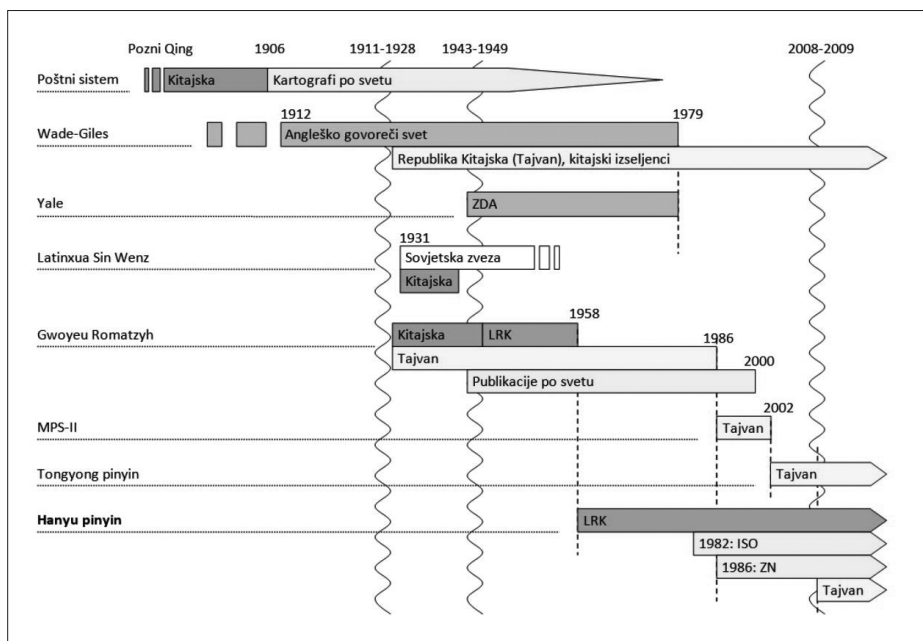 Pozni Qing 1906 1911-1928 1943-1949 2008-2009
Poštni sistem Kitajska Kartografi po svetu
1912 1979
Wade-Giles Angleško govoreči svet
Republika Kitajska (Tajvan), kitajski izseljenci
Yale ZDA
1931
Latinxua Sin Wenz Sovjetska zveza
Kitajska
1958
Gwoyeu Romatzyh Kitajska LRK
1986
Tajvan
2000
Publikacije po svetu
2002
MPS-II Tajvan
Tongyong pinyin Tajvan
Hanyu pinyin LRK
1982: ISO
1986: ZN
Tajvan